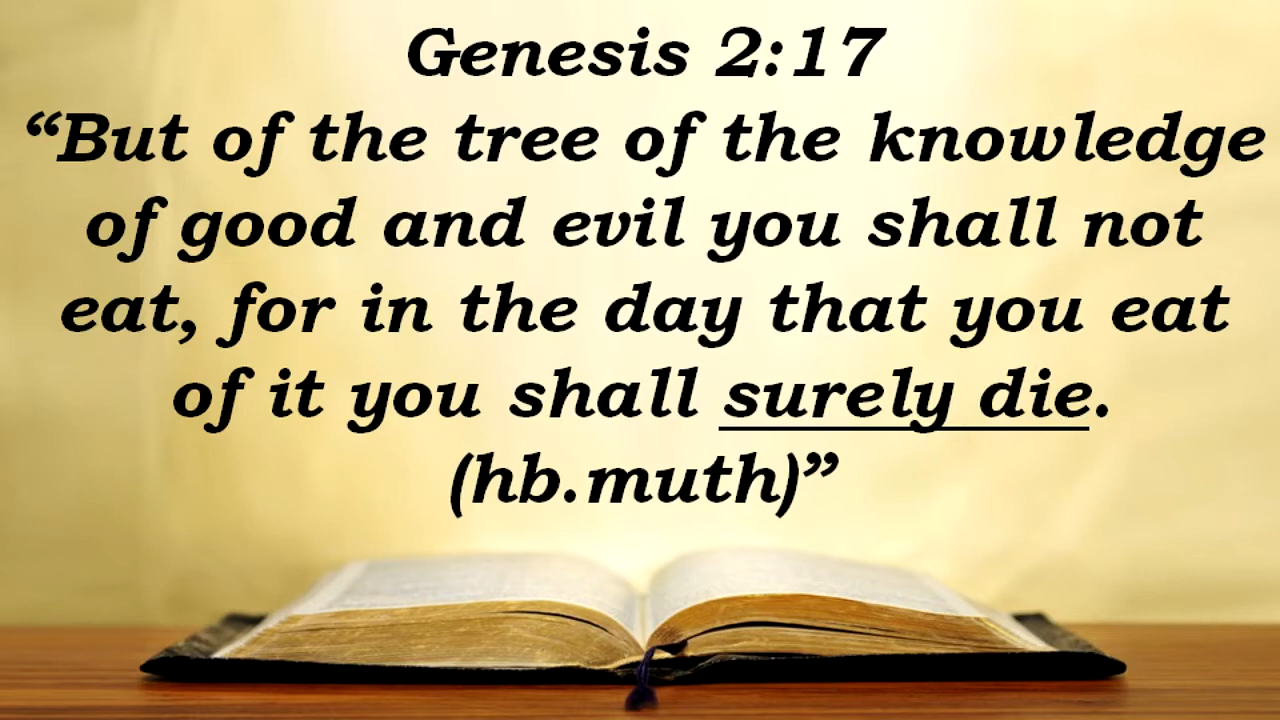 Genesis 2:17
“But of the tree of the knowledge
of good and evil you shall not
eat, for in the day that you eat
of it you shall surely die.
(hb.muth)”